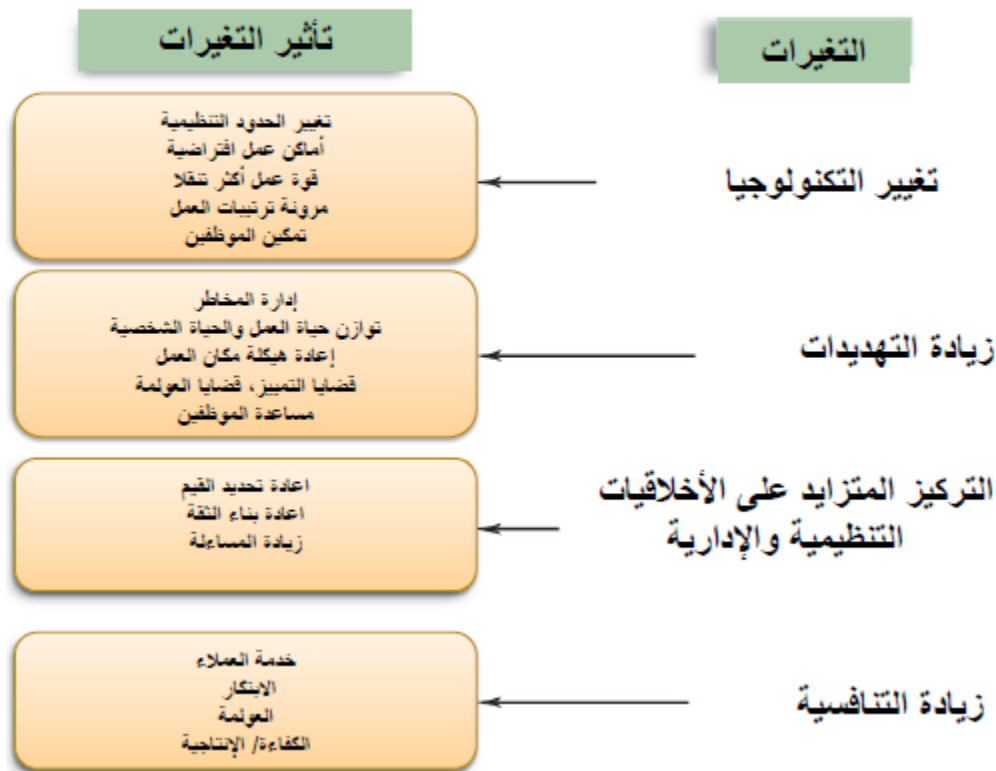 التغيرات
تأثير التغيرات
تغيير التكنولوجيا
تغيير الحدود التنظيمية
أماكن عمل افتراضية
قوة عمل أكثر تنقلا
مرونة ترتيبات العمل
تمكين الموظفين
زيادة التهديدات
إدارة المخاطر
توازن حياة العمل والحياة الشخصية
إعادة هيكلة مكان العمل
قضايا التمييز، قضايا العولمة
مساعدة الموظفين
التركيز المتزايد على الأخلاقيات
التنظيمية والإدارية
اعادة تحديد القيم
اعادة بناء الثقة
زيادة المساءلة
زيادة التنافسية
خدمة العملاء
الابتكار
العولمة
الكفاءة/ الإنتاجية